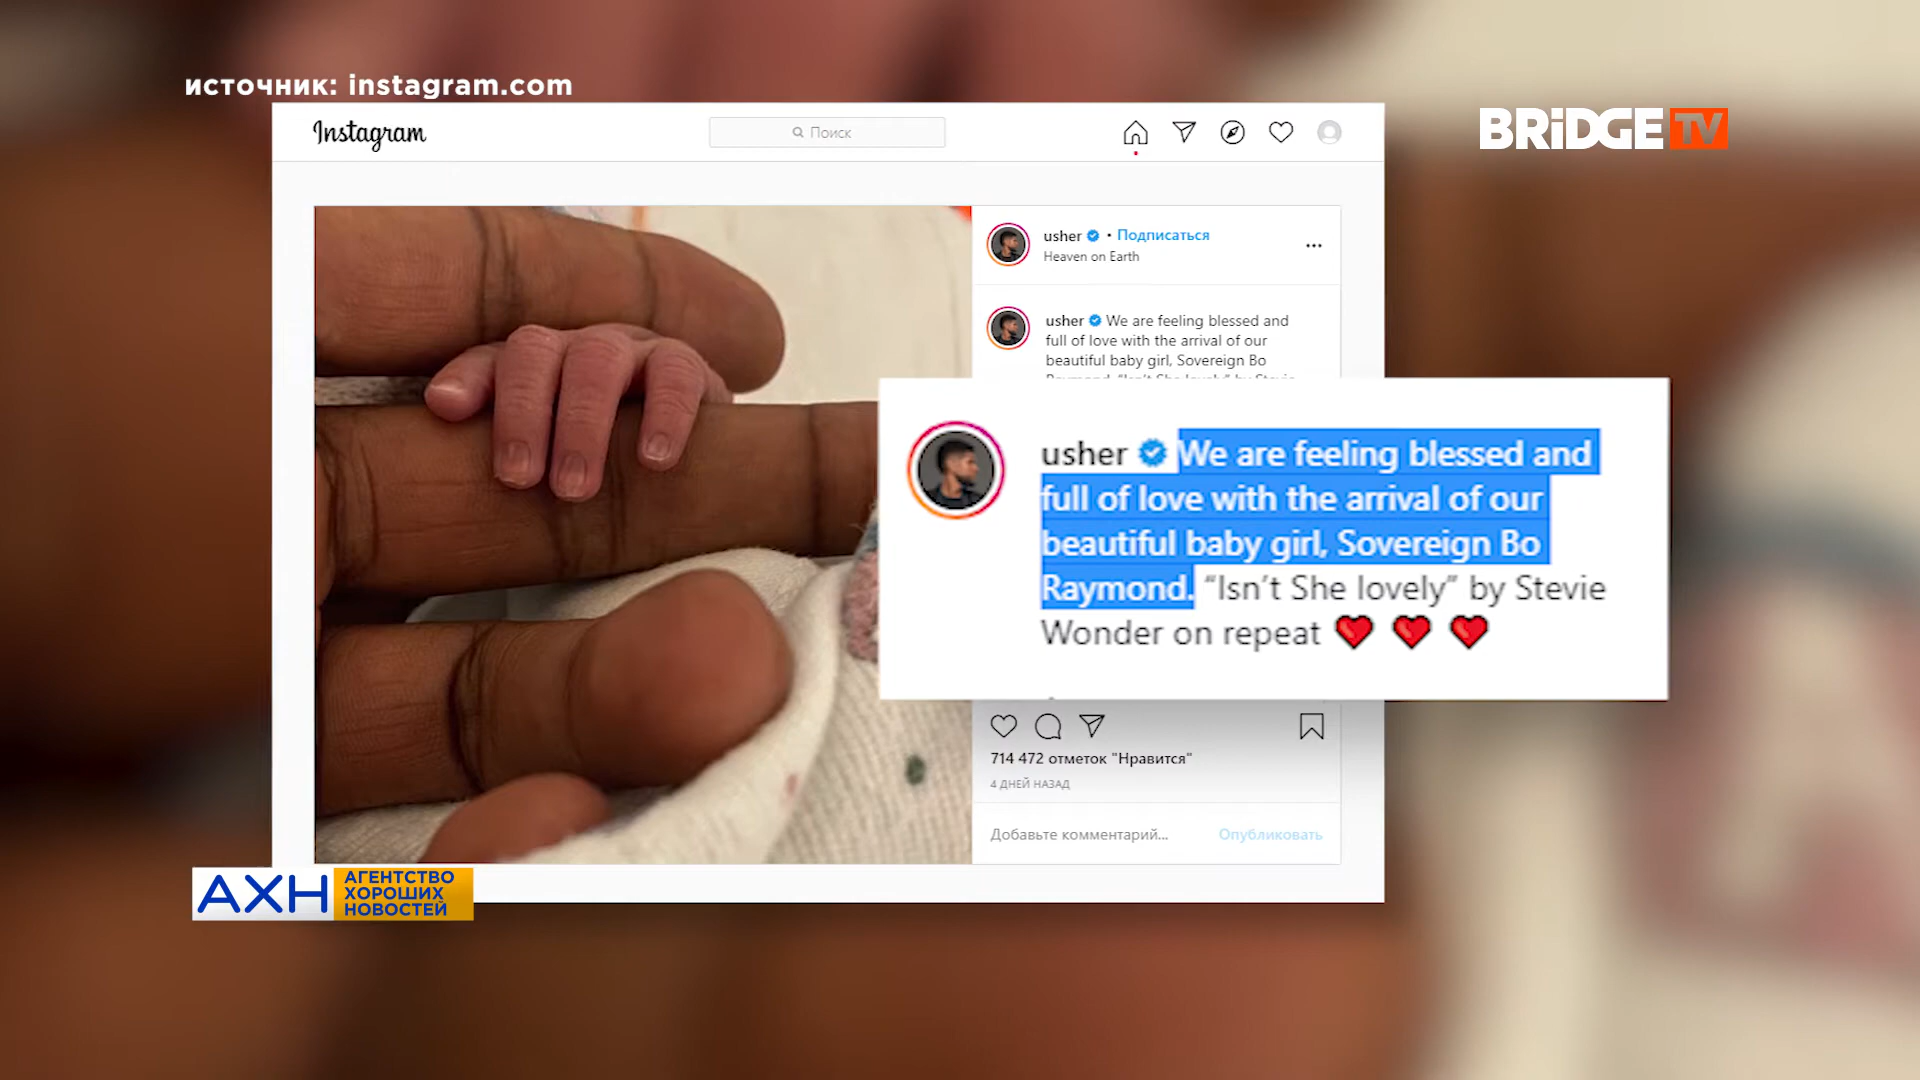 источник: instagram.com
BRiDGE TV
Instagram
Поиск
usher • Подписаться
Heaven on Earth
usher We are feeling blessed and
full of love with the arrival of our
beautiful baby girl, Sovereign Bo
usher We are feeling blessed and
full of love with the arrival of our
beautiful baby girl, Sovereign Bo
Raymond. “Isn’t She lovely” by Stevie
Wonder on repeat
714 472 отметок "Нравится"
4 ДНЕЙ НАЗАД
Добавьте комментарий... Опубликовать
АХН
АГЕНТСТВО
ХОРОШИХ
НОВОСТЕЙ